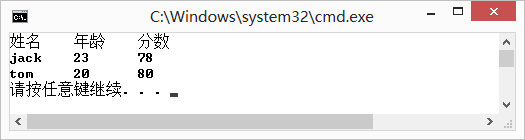 C:\Windows\system32\cmd.exe
姓名 年龄 分数
jack 23 78
tom 20 80
请按任意键继续. . .